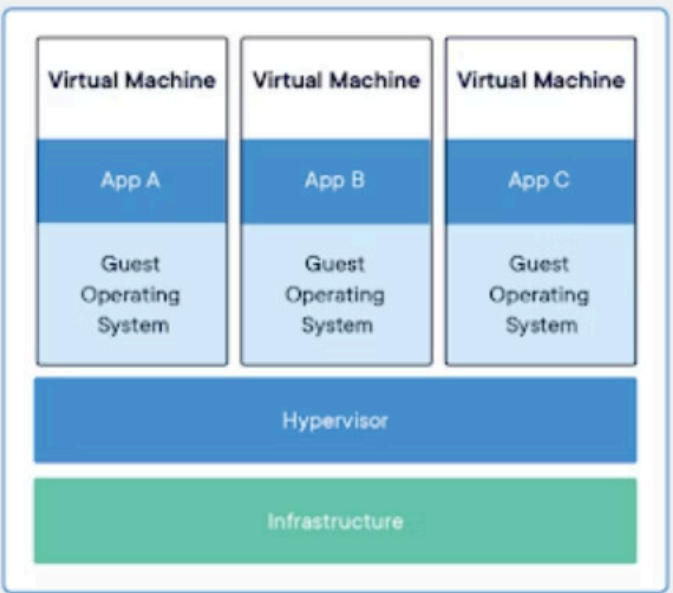 Virtual Machine
Virtual Machine
Virtual Machine
App A
App B
App C
Guest
Operating
System
Guest
Operating
System
Guest
Operating
System
Hypervisor
Infrastructure